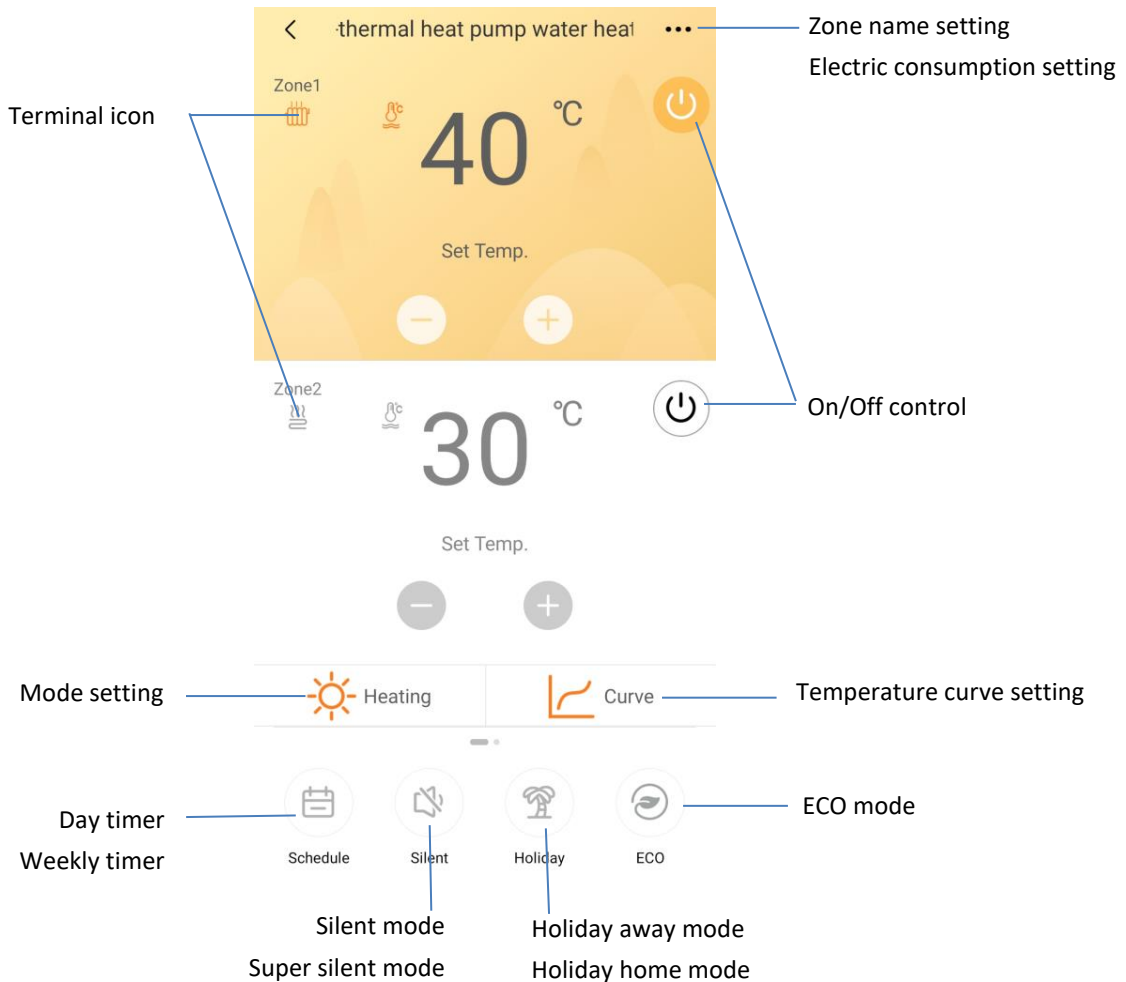 -thermal heat pump water heat
Zone name setting
Electric consumption setting
Zone1
Terminal icon
40 °C
Set Temp.
Zone2
30 °C
On/Off control
Set Temp.
Mode setting
Heating
Curve
Temperature curve setting
Day timer
Weekly timer
ECO mode
Schedule
Silent
Holiday
ECO
Silent mode
Super silent mode
Holiday away mode
Holiday home mode